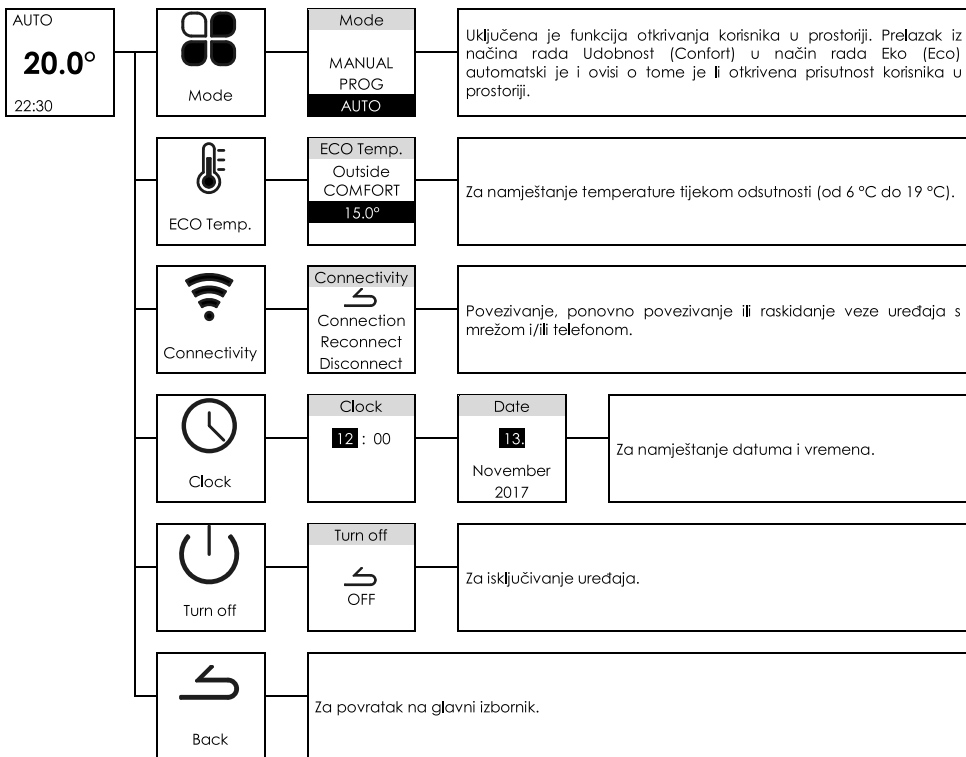 AUTO
20.0°
22:30
Mode
Mode
MANUAL
PROG
AUTO
Uključena je funkcija otkrivanja korisnika u prostoriji. Prelazak iz
načina rada Udobnost (Confort) u način rada Eko (Eco)
automatski je i ovisi o tome je li otkrivena prisutnost korisnika u
prostoriji.
ECO Temp.
ECO Temp.
Outside
COMFORT
15.0°
Za namještanje temperature tijekom odsutnosti (od 6 °C do 19 °C).
Connectivity
Connectivity
Connection
Reconnect
Disconnect
Povezivanje, ponovno povezivanje ili raskidanje veze uređaja s
mrežom i/ili telefonom.
Clock
Clock
12 : 00
Date
13.
November
2017
Za namještanje datuma i vremena.
Turn off
Turn off
OFF
Za isključivanje uređaja.
Back
Za povratak na glavni izbornik.